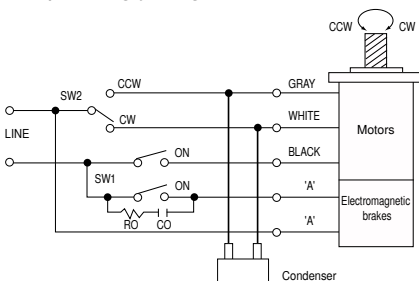 CCW CW
CCW GRAY
SW2
CW WHITE
Motors
LINE
ON BLACK
SW1
ON 'A'
Electromagnetic
brakes
RO CO
'A'
Condenser